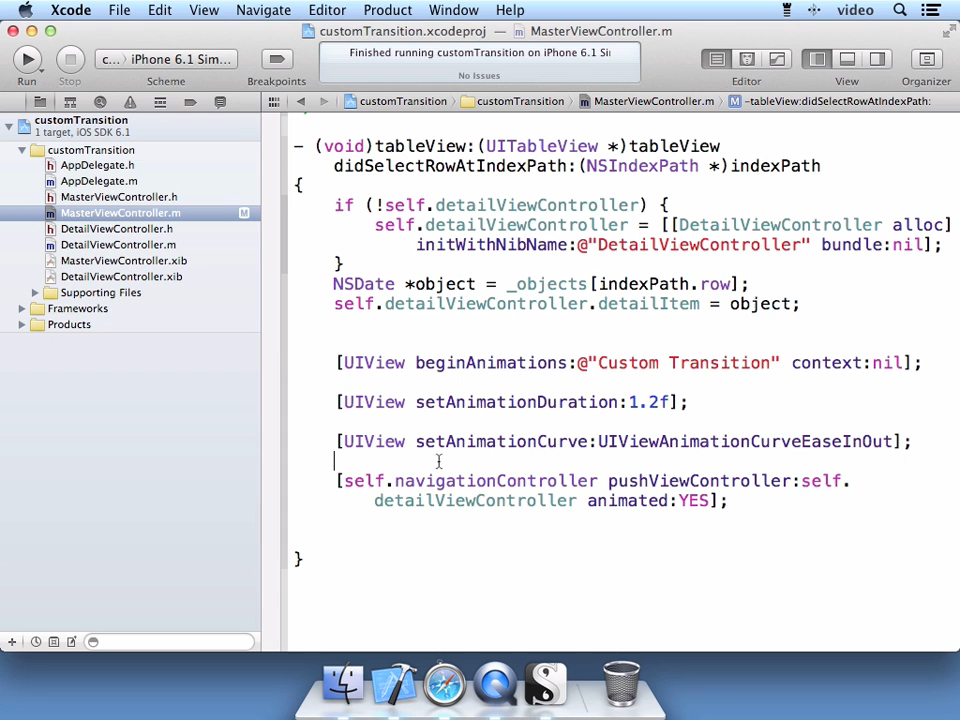 Xcode File Edit View Navigate Editor Product Window Help video
customTransition.xcodeproj — MasterViewController.m
Run Stop
c...〉 iPhone 6.1 Sim...
Scheme
Breakpoints
Finished running customTransition on iPhone 6.1 Si
No Issues
Editor View Organizer
customTransition 〉 customTransition 〉 MasterViewController.m 〉 M -tableView:didSelectRowAtIndexPath:
customTransition
1 target, iOS SDK 6.1
customTransition
h AppDelegate.h
m AppDelegate.m
h MasterViewController.h
m MasterViewController.m M
h DetailViewController.h
m DetailViewController.m
MasterViewController.xib
DetailViewController.xib
Supporting Files
Frameworks
Products
- (void)tableView:(UITableView *)tableView
didSelectRowAtIndexPath:(NSIndexPath *)indexPath
{
if (!self.detailViewController) {
self.detailViewController = [[DetailViewController alloc]
initWithNibName:@"DetailViewController" bundle:nil];
}
NSDate *object = _objects[indexPath.row];
self.detailViewController.detailItem = object;
[UIView beginAnimations:@"Custom Transition" context:nil];
[UIView setAnimationDuration:1.2f];
[UIView setAnimationCurve:UIViewAnimationCurveEaseInOut];
[self.navigationController pushViewController:self.
detailViewController animated:YES];
}